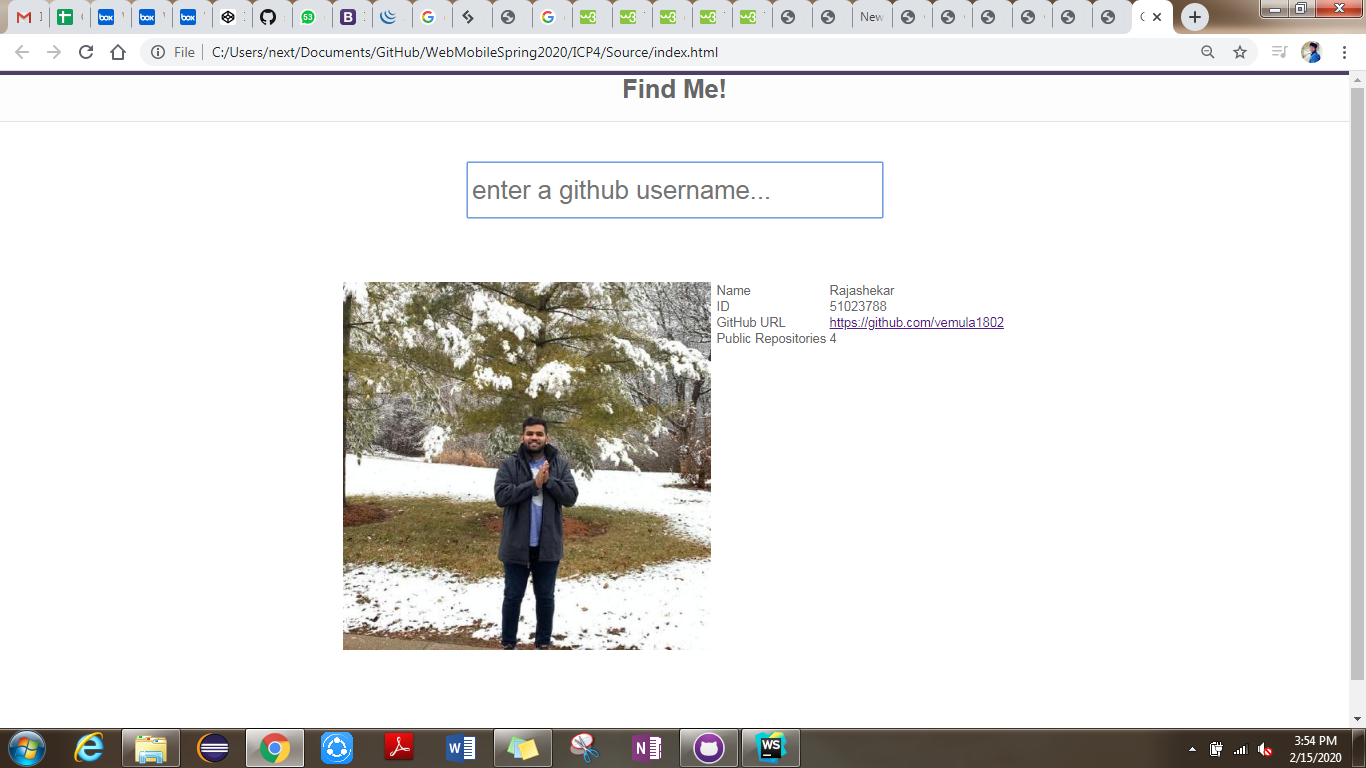 New
File
C:/Users/next/Documents/GitHub/WebMobileSpring2020/ICP4/Source/index.html
Find Me!
enter a github username...
Name Rajashekar
ID 51023788
GitHub URL https://github.com/vemula1802
Public Repositories 4
3:54 PM
2/15/2020